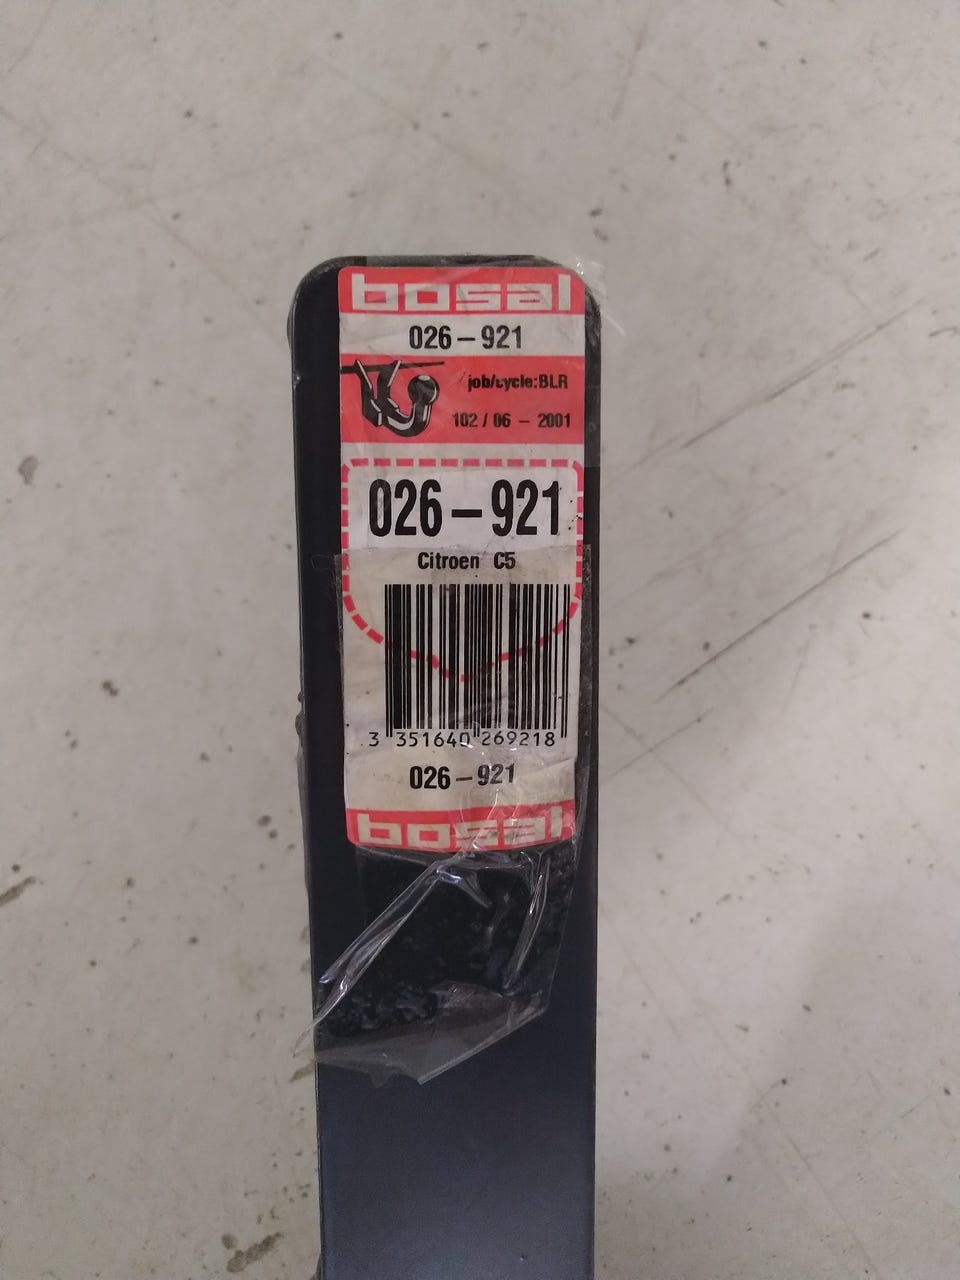 bosal
026-921
job/cycle:BLR
102 / 06 - 2001
026-921
Citroen C5
3 351640 269218
026-921
bosal